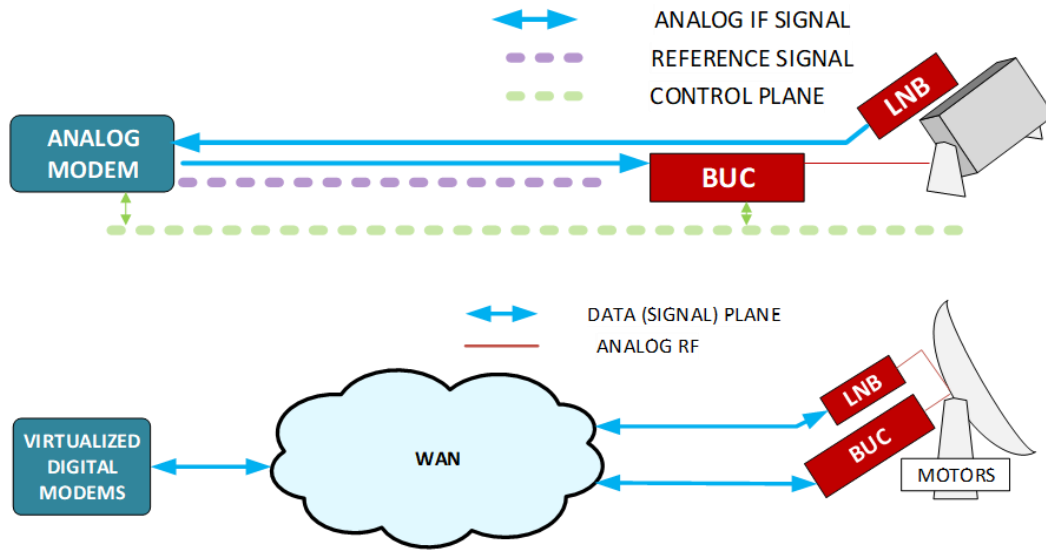 ANALOG IF SIGNAL
REFERENCE SIGNAL
CONTROL PLANE
LNB
ANALOG
MODEM
BUC
DATA (SIGNAL) PLANE
ANALOG RF
LNB
BUC
VIRTUALIZED
DIGITAL
MODEMS
WAN
MOTORS